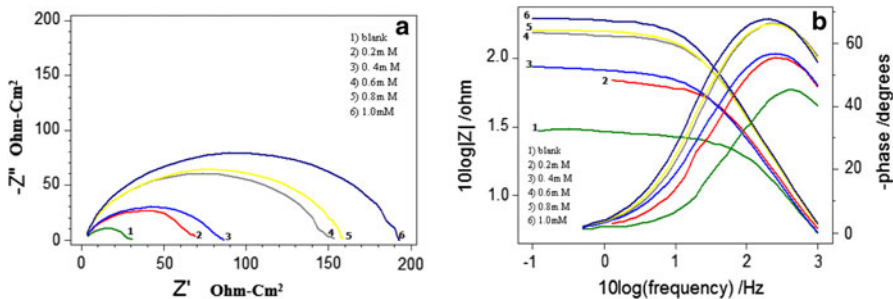 a
200
150
100
50
0
-Z" Ohm-Cm²
1) blank
2) 0.2m M
3) 0. 4m M
4) 0.6m M
5) 0.8m M
6) 1.0mM
1
2
3
4
5
6
0
50
100
150
200
Z' Ohm-Cm²
b
2.0
1.5
1.0
10log|Z| /ohm
6
5
4
3
2
1
1) blank
2) 0.2m M
3) 0.4m M
4) 0.6m M
5) 0.8m M
6) 1.0mM
60
40
20
0
-phase /degrees
-1
0
1
2
3
10log(frequency) /Hz